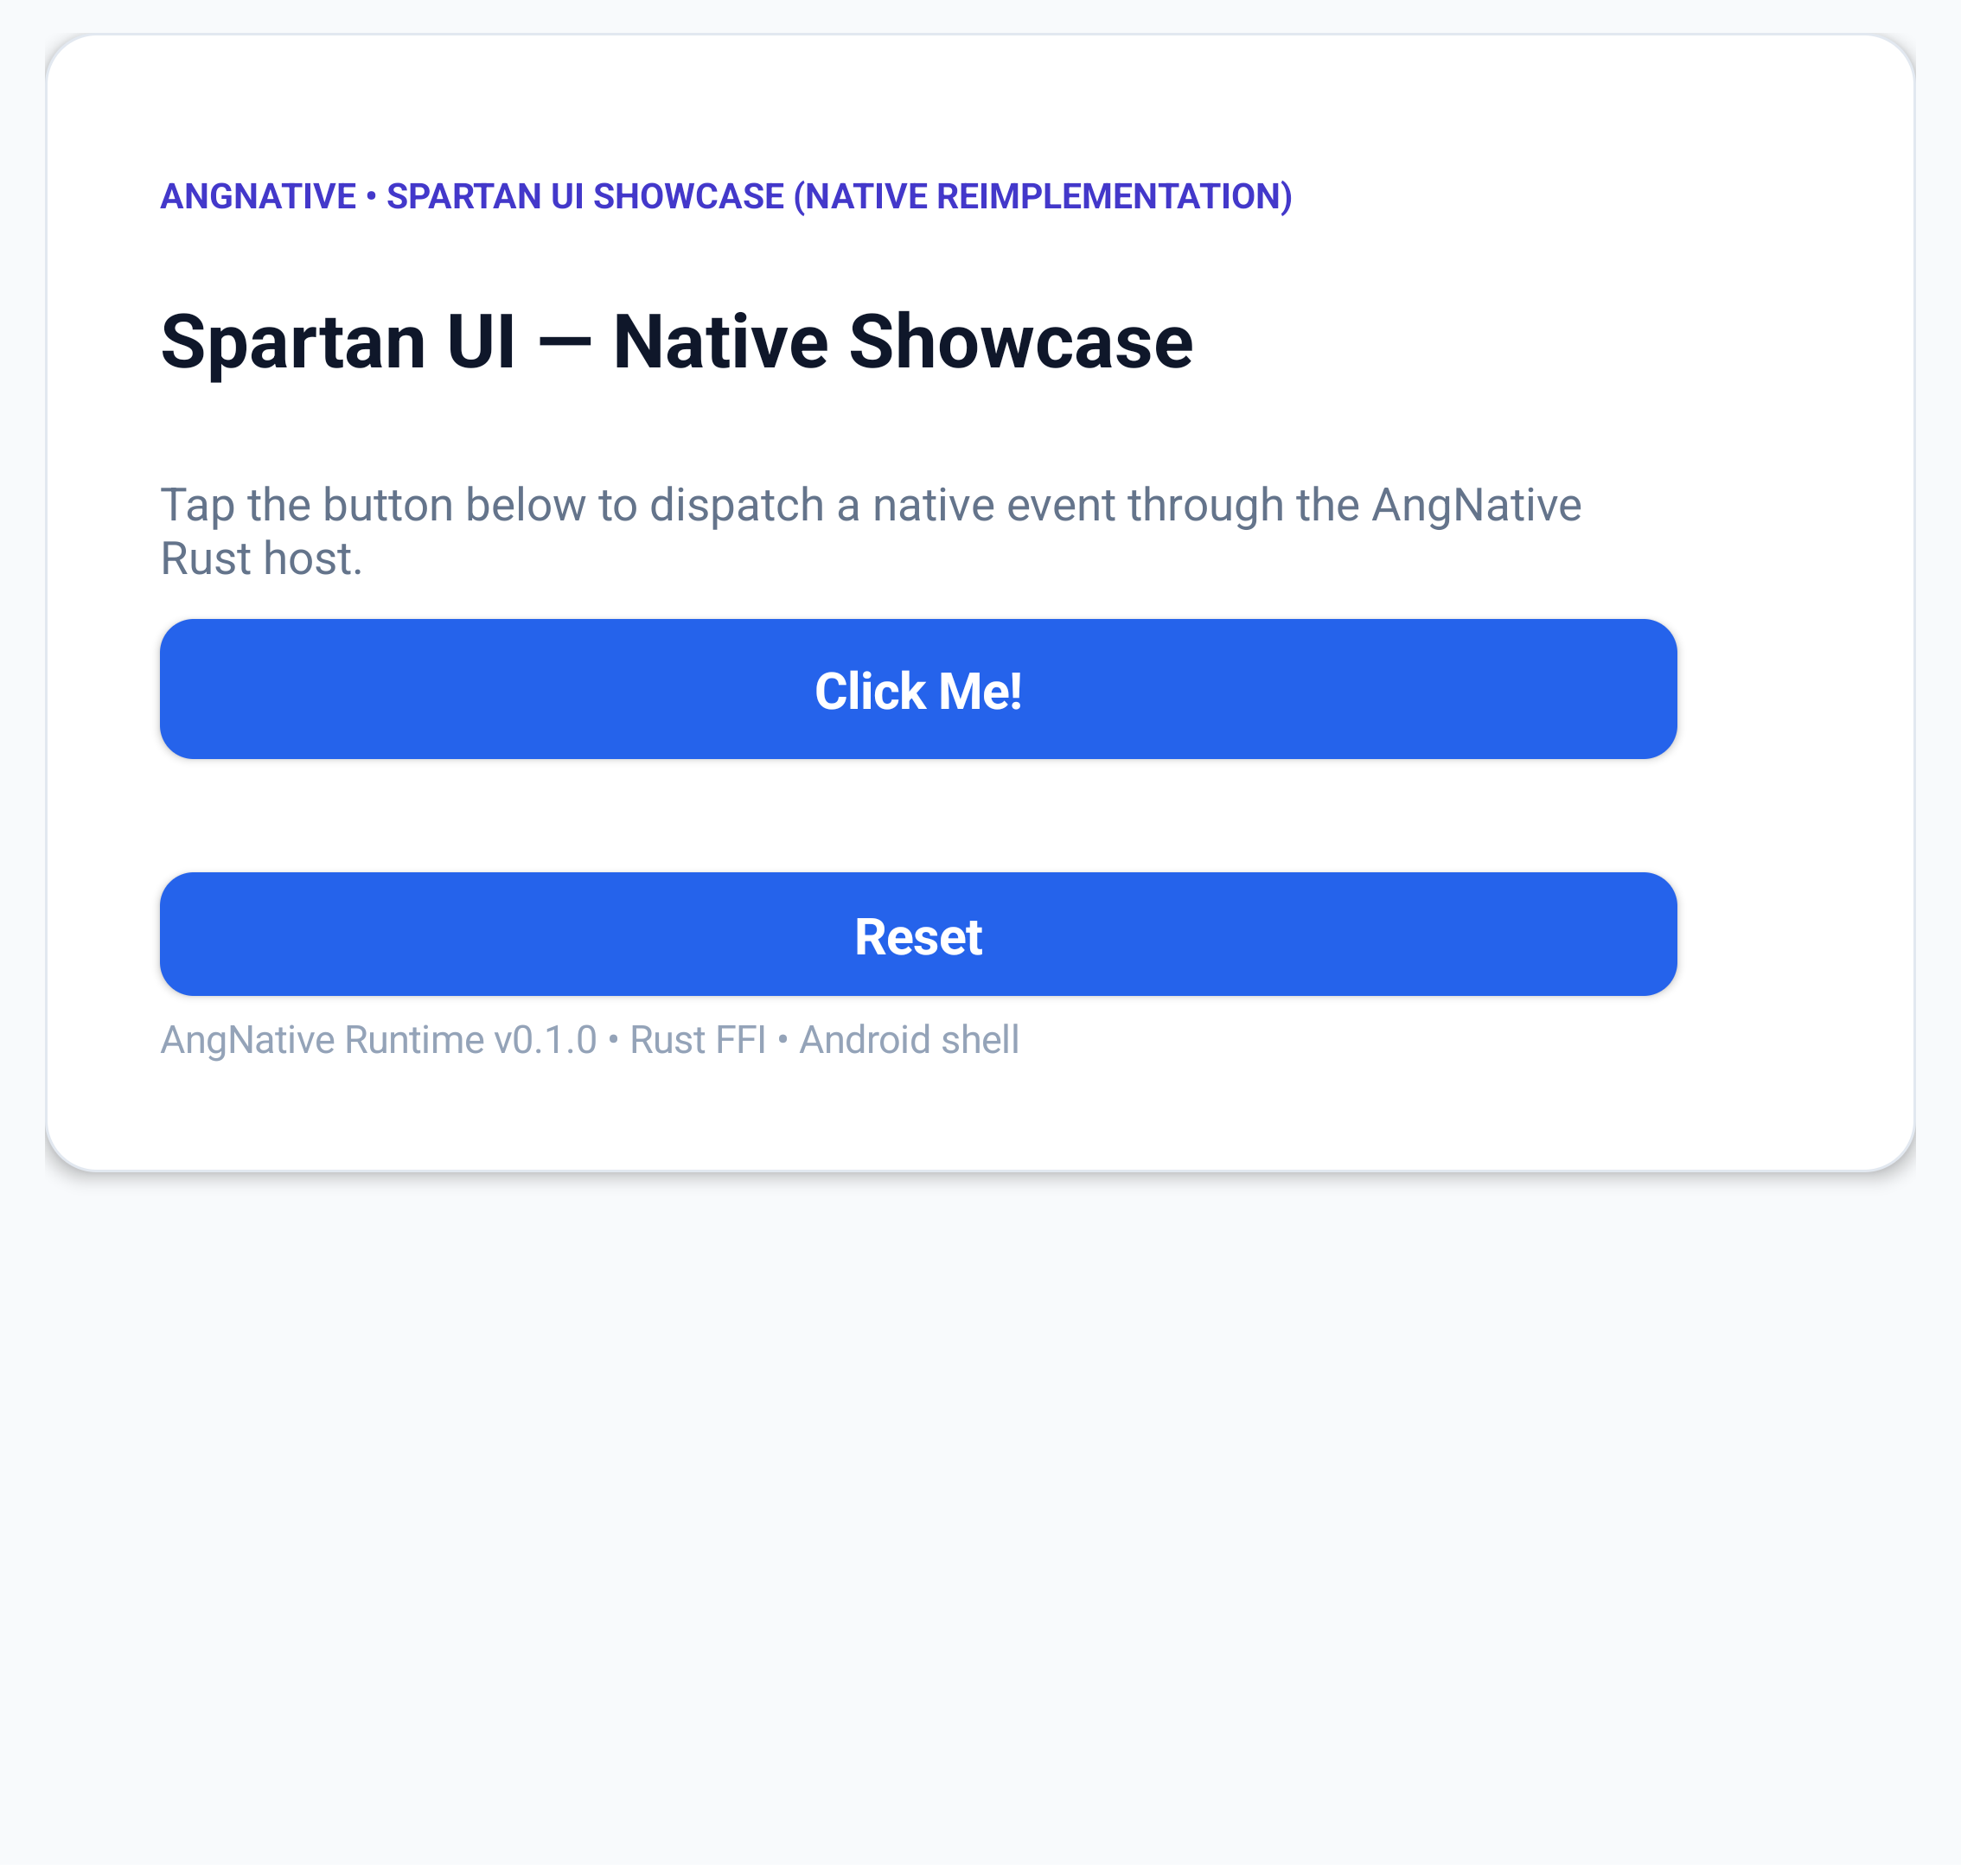 ANGNATIVE • SPARTAN UI SHOWCASE (NATIVE REIMPLEMENTATION)
Spartan UI — Native Showcase
Tap the button below to dispatch a native event through the AngNative
Rust host.
Click Me!
Reset
AngNative Runtime v0.1.0 • Rust FFI • Android shell